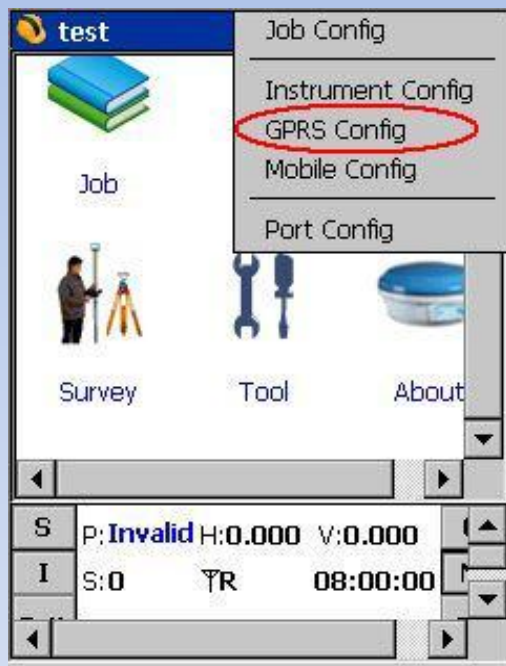 test
Job Config
Instrument Config
GPRS Config
Mobile Config
Port Config
Job
Survey Tool About
S P:Invalid H:0.000 V:0.000
I S:0 R 08:00:00